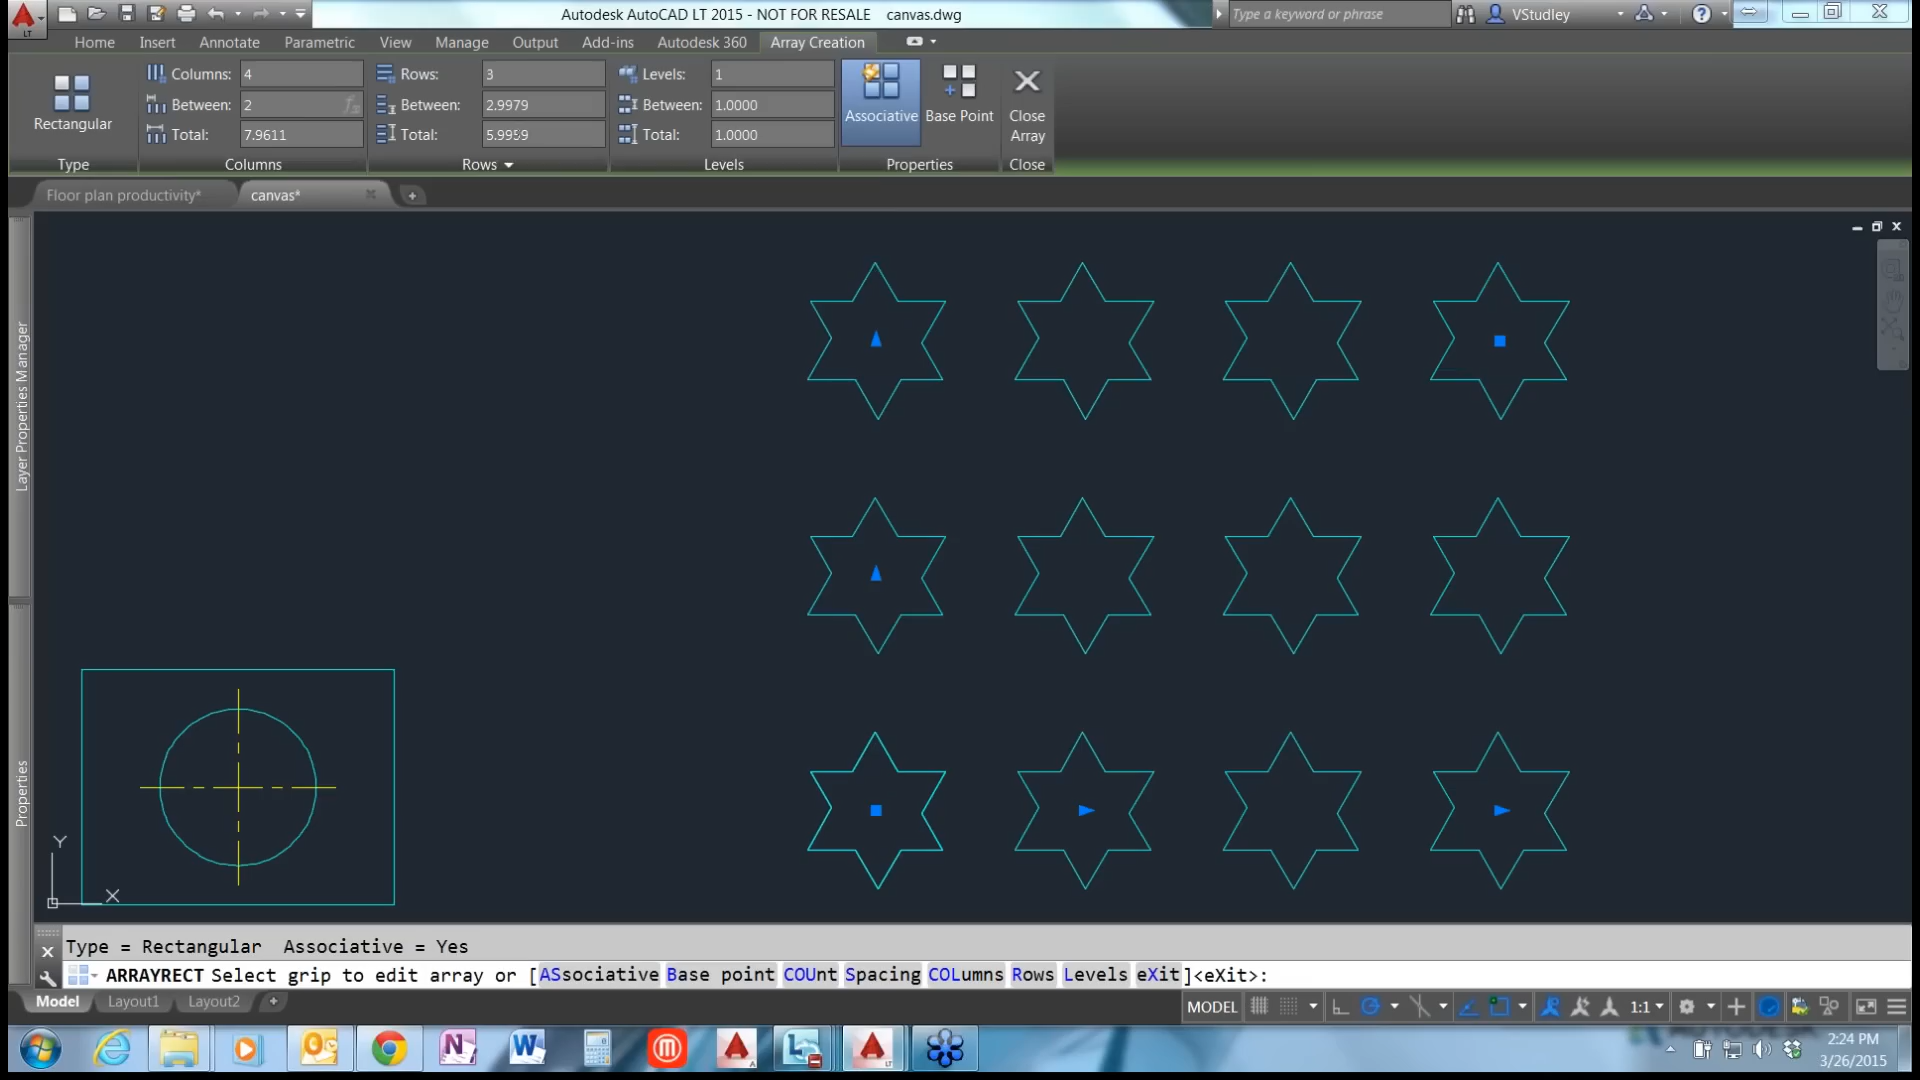 Autodesk AutoCAD LT 2015 - NOT FOR RESALE canvas.dwg
Type a keyword or phrase
VStudley
LT
Home Insert Annotate Parametric View Manage Output Add-ins Autodesk 360 Array Creation
Columns: 4 Rows: 3 Levels: 1
Between: 2 Between: 2.9979 Between: 1.0000
Total: 7.9611 Total: 5.9959 Total: 1.0000
Rectangular
Associative Base Point Close Array
Type Columns Rows Levels Properties Close
Floor plan productivity* canvas*
Layer Properties Manager
Properties
Y
X
Type = Rectangular Associative = Yes
ARRAYRECT Select grip to edit array or [ASsociative Base point COUnt Spacing COLumns Rows Levels eXit]<eXit>:
Model Layout1 Layout2
MODEL 1:1
2:24 PM
3/26/2015